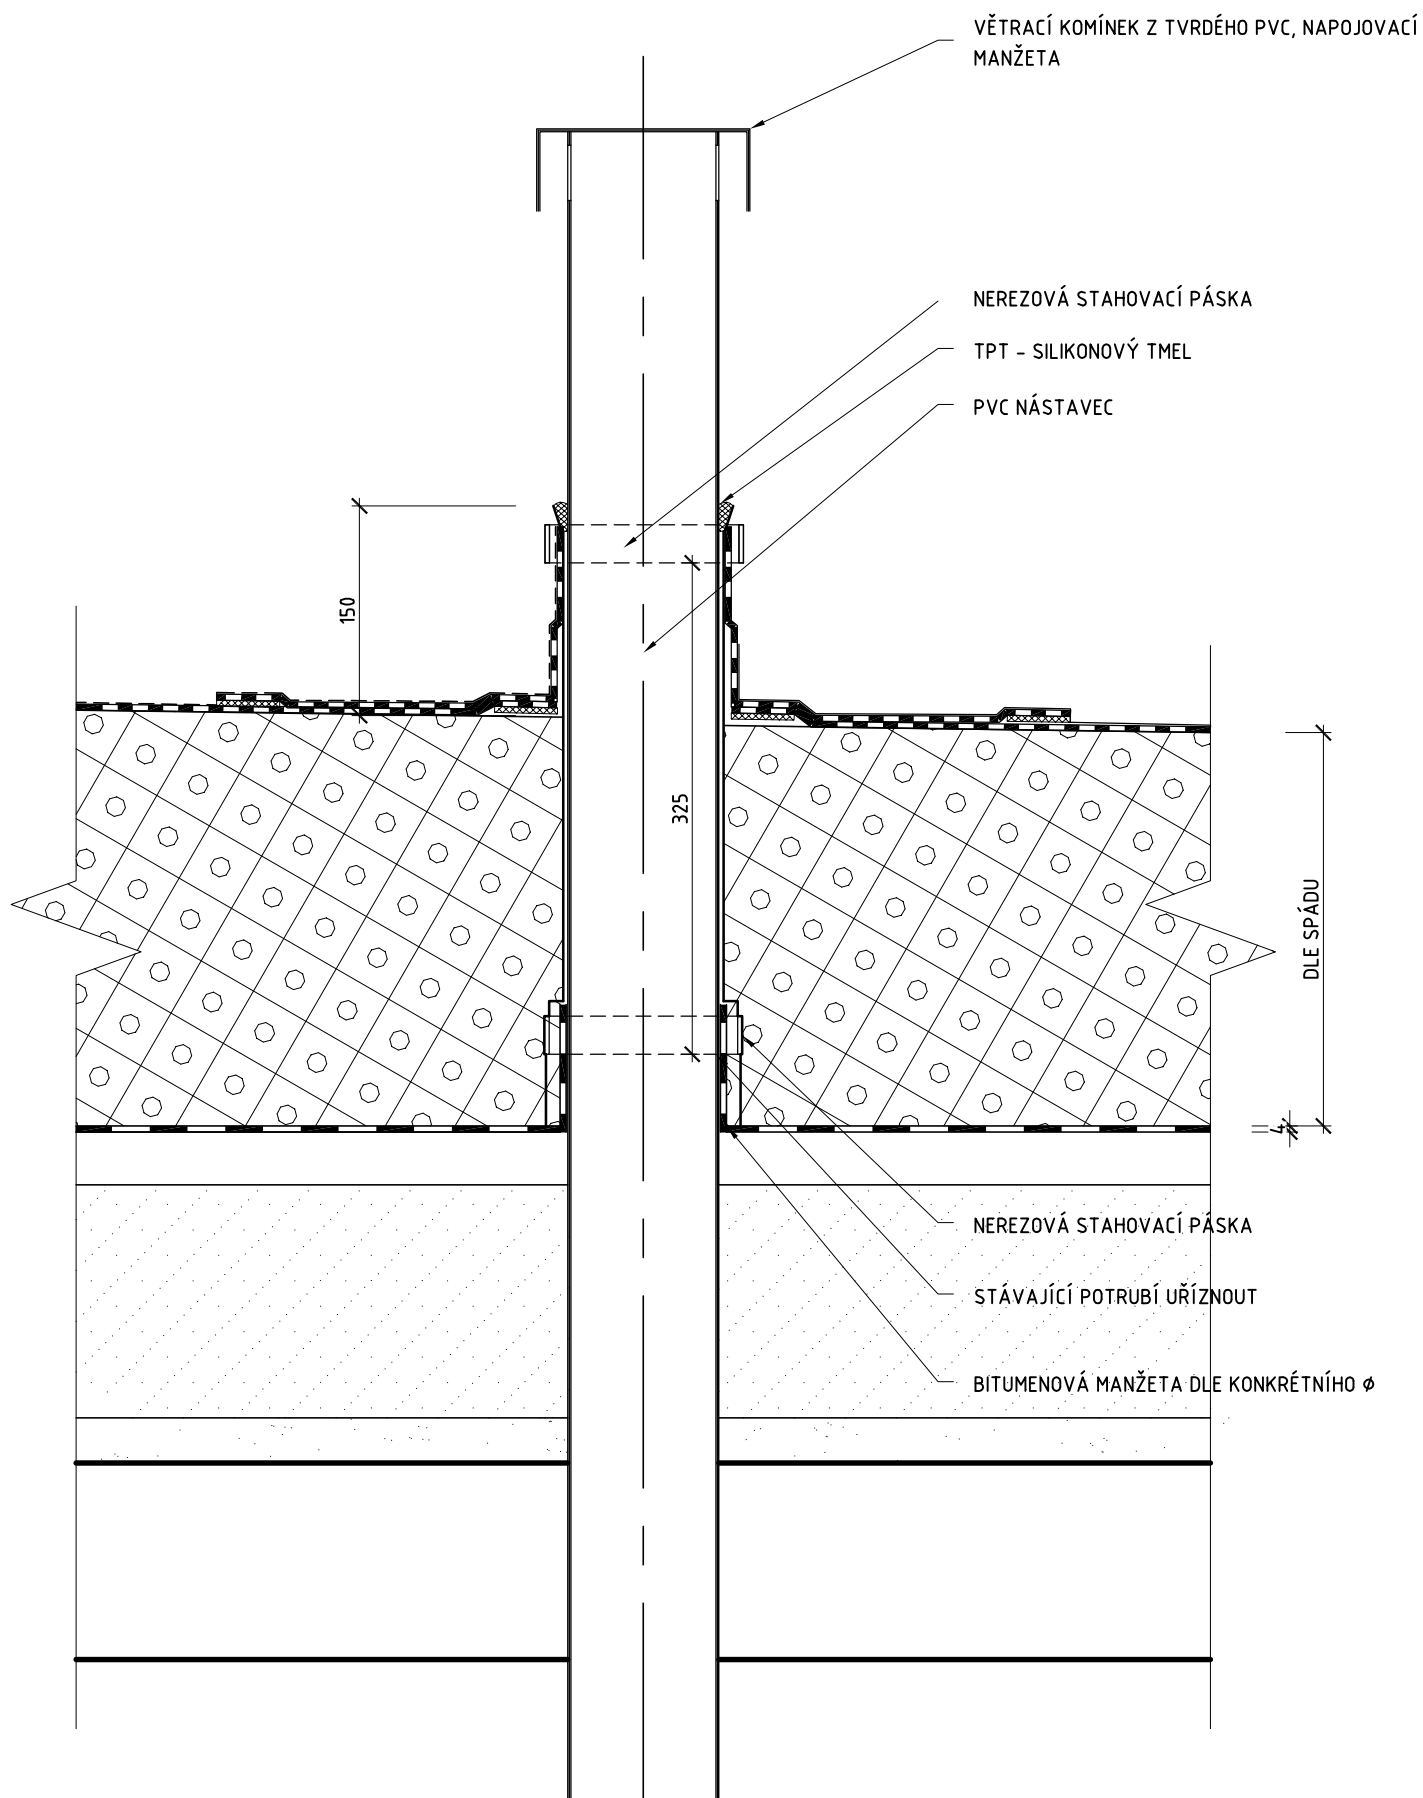 VĚTRACÍ KOMÍNEK Z TVRDÉHO PVC, NAPOJOVACÍ
MANŽETA
NEREZOVÁ STAHOVACÍ PÁSKA
TPT - SILIKONOVÝ TMEL
PVC NÁSTAVEC
150
325
DLE SPÁDU
4
NEREZOVÁ STAHOVACÍ PÁSKA
STÁVAJÍCÍ POTRUBÍ UŘÍZNOUT
BITUMENOVÁ MANŽETA DLE KONKRÉTNÍHO Ø